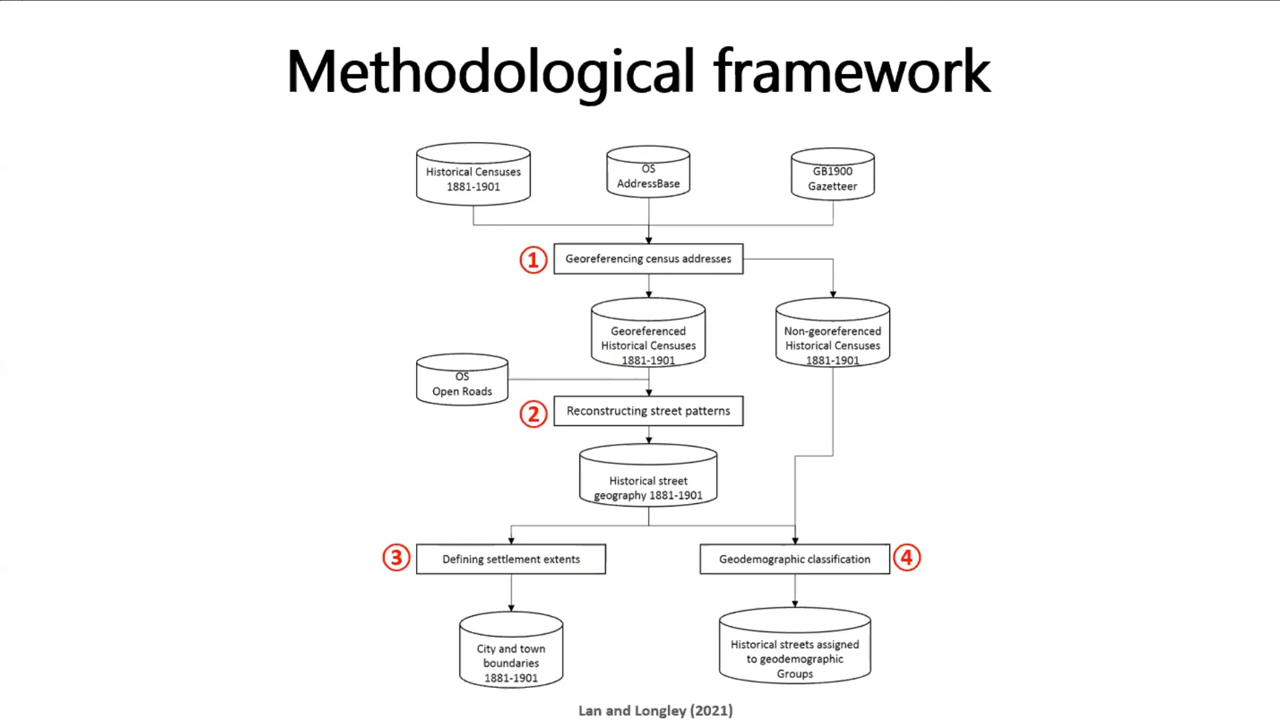 Methodological framework
Historical Censuses
1881-1901
OS
AddressBase
GB1900
Gazetteer
① Georeferencing census addresses
Georeferenced
Historical Censuses
1881-1901
Non-georeferenced
Historical Censuses
1881-1901
OS
Open Roads
② Reconstructing street patterns
Historical street
geography 1881-1901
③ Defining settlement extents
Geodemographic classification ④
City and town
boundaries
1881-1901
Historical streets assigned
to geodemographic
Groups
Lan and Longley (2021)